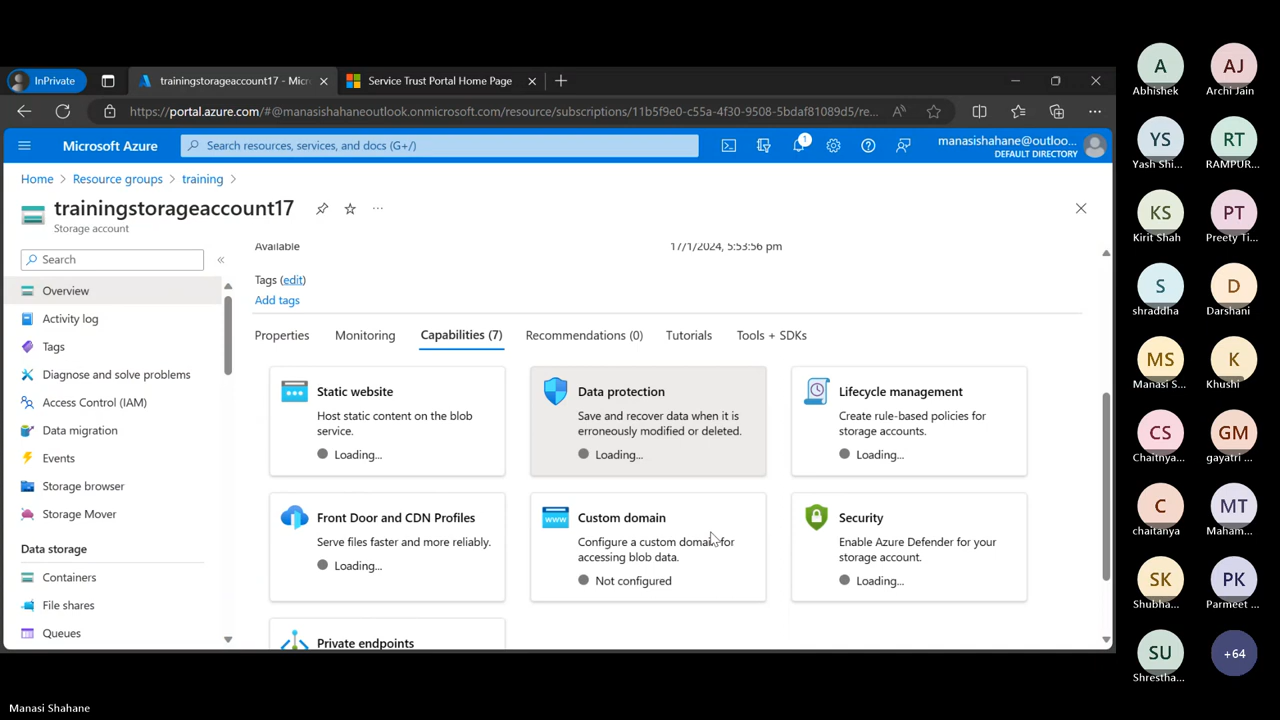 InPrivate
trainingstorageaccount17 - Micr
Service Trust Portal Home Page
https://portal.azure.com/#@manasishahaneoutlook.onmicrosoft.com/resource/subscriptions/11b5f9e0-c55a-4f30-9508-5bdaf81089d5/re...
Microsoft Azure
Search resources, services, and docs (G+/)
1
manasishahane@outloo...
DEFAULT DIRECTORY
Home > Resource groups > training >
trainingstorageaccount17
Storage account
Search
Overview
Activity log
Tags
Diagnose and solve problems
Access Control (IAM)
Data migration
Events
Storage browser
Storage Mover
Data storage
Containers
File shares
Queues
Available
17/1/2024, 5:53:56 pm
Tags (edit)
Add tags
Properties
Monitoring
Capabilities (7)
Recommendations (0)
Tutorials
Tools + SDKs
Static website
Host static content on the blob
service.
Loading...
Data protection
Save and recover data when it is
erroneously modified or deleted.
Loading...
Lifecycle management
Create rule-based policies for
storage accounts.
Loading...
Front Door and CDN Profiles
Serve files faster and more reliably.
Loading...
Custom domain
Configure a custom domain for
accessing blob data.
Not configured
Security
Enable Azure Defender for your
storage account.
Loading...
Private endpoints
A
Abhishek
AJ
Archi Jain
YS
Yash Shi...
RT
RAMPUR...
KS
Kirit Shah
PT
Preety Ti...
S
shraddha
D
Darshani
MS
Manasi S...
K
Khushi
CS
Chaitnya...
GM
gayatri ...
C
chaitanya
MT
Maham...
SK
Shubha...
PK
Parmeet ...
SU
Shrestha...
+64
Manasi Shahane